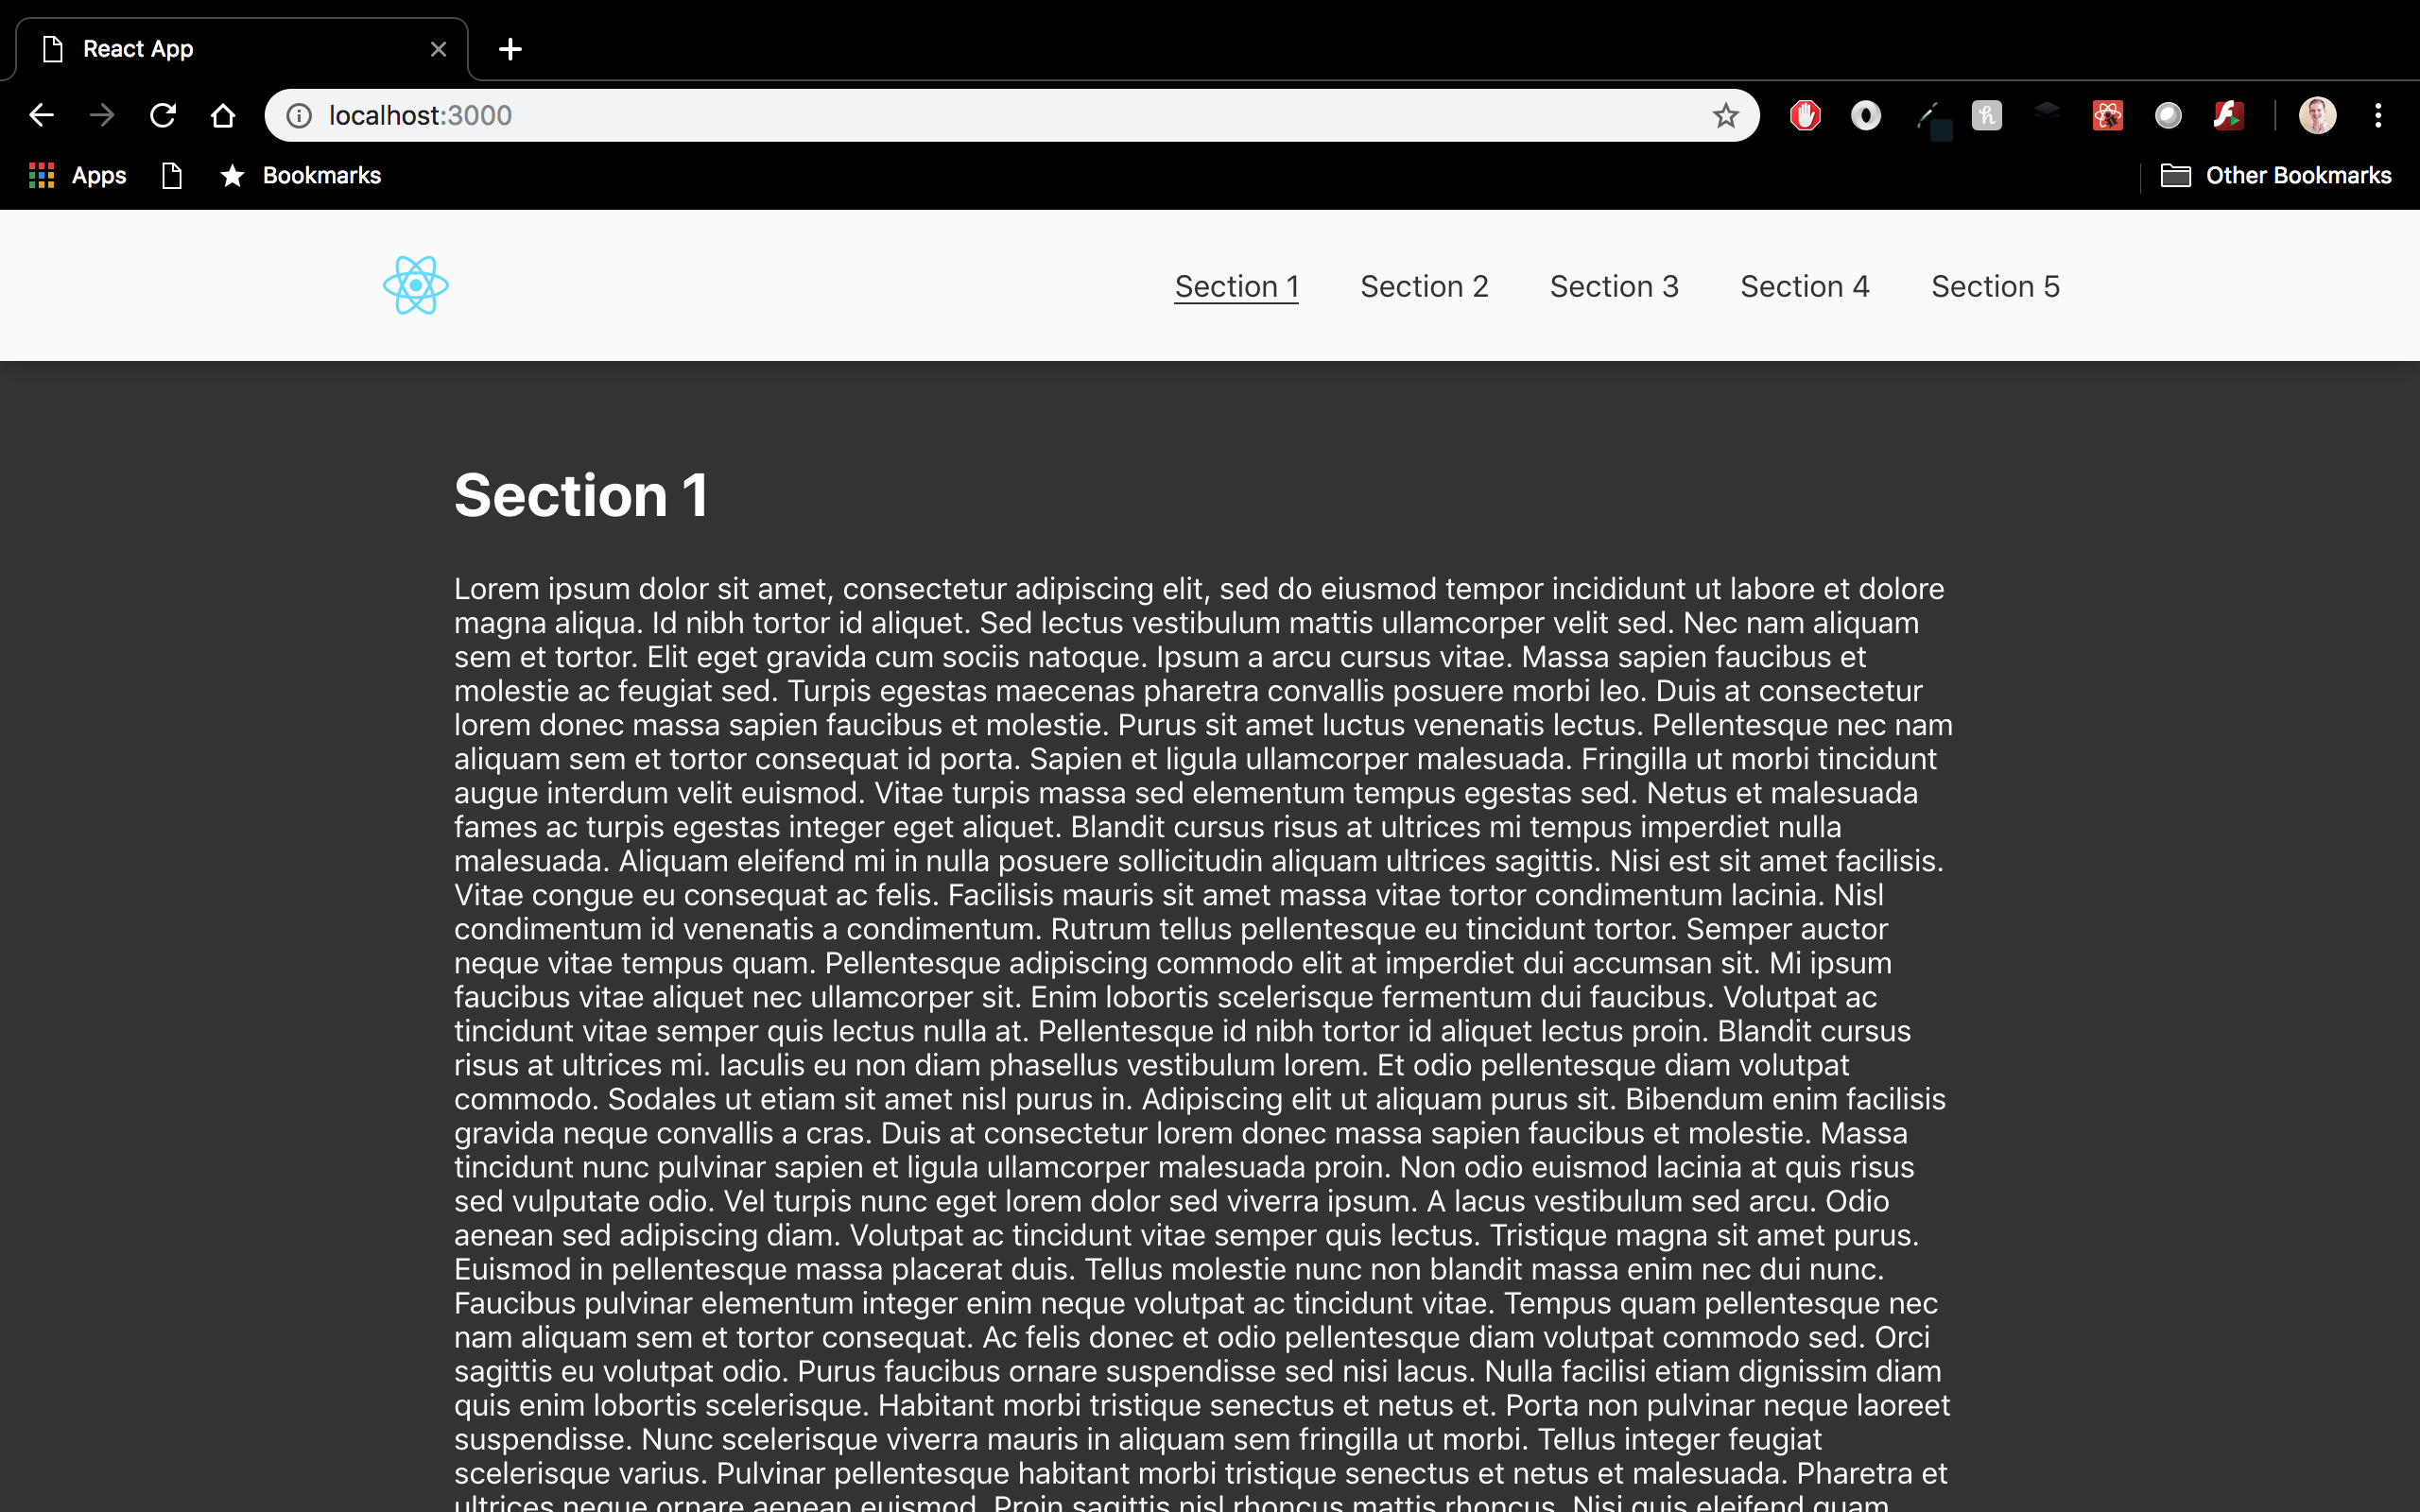 React App
localhost:3000
Apps
Bookmarks
Other Bookmarks
Section 1 Section 2 Section 3 Section 4 Section 5
Section 1
Lorem ipsum dolor sit amet, consectetur adipiscing elit, sed do eiusmod tempor incididunt ut labore et dolore
magna aliqua. Id nibh tortor id aliquet. Sed lectus vestibulum mattis ullamcorper velit sed. Nec nam aliquam
sem et tortor. Elit eget gravida cum sociis natoque. Ipsum a arcu cursus vitae. Massa sapien faucibus et
molestie ac feugiat sed. Turpis egestas maecenas pharetra convallis posuere morbi leo. Duis at consectetur
lorem donec massa sapien faucibus et molestie. Purus sit amet luctus venenatis lectus. Pellentesque nec nam
aliquam sem et tortor consequat id porta. Sapien et ligula ullamcorper malesuada. Fringilla ut morbi tincidunt
augue interdum velit euismod. Vitae turpis massa sed elementum tempus egestas sed. Netus et malesuada
fames ac turpis egestas integer eget aliquet. Blandit cursus risus at ultrices mi tempus imperdiet nulla
malesuada. Aliquam eleifend mi in nulla posuere sollicitudin aliquam ultrices sagittis. Nisi est sit amet facilisis.
Vitae congue eu consequat ac felis. Facilisis mauris sit amet massa vitae tortor condimentum lacinia. Nisl
condimentum id venenatis a condimentum. Rutrum tellus pellentesque eu tincidunt tortor. Semper auctor
neque vitae tempus quam. Pellentesque adipiscing commodo elit at imperdiet dui accumsan sit. Mi ipsum
faucibus vitae aliquet nec ullamcorper sit. Enim lobortis scelerisque fermentum dui faucibus. Volutpat ac
tincidunt vitae semper quis lectus nulla at. Pellentesque id nibh tortor id aliquet lectus proin. Blandit cursus
risus at ultrices mi. Iaculis eu non diam phasellus vestibulum lorem. Et odio pellentesque diam volutpat
commodo. Sodales ut etiam sit amet nisl purus in. Adipiscing elit ut aliquam purus sit. Bibendum enim facilisis
gravida neque convallis a cras. Duis at consectetur lorem donec massa sapien faucibus et molestie. Massa
tincidunt nunc pulvinar sapien et ligula ullamcorper malesuada proin. Non odio euismod lacinia at quis risus
sed vulputate odio. Vel turpis nunc eget lorem dolor sed viverra ipsum. A lacus vestibulum sed arcu. Odio
aenean sed adipiscing diam. Volutpat ac tincidunt vitae semper quis lectus. Tristique magna sit amet purus.
Euismod in pellentesque massa placerat duis. Tellus molestie nunc non blandit massa enim nec dui nunc.
Faucibus pulvinar elementum integer enim neque volutpat ac tincidunt vitae. Tempus quam pellentesque nec
nam aliquam sem et tortor consequat. Ac felis donec et odio pellentesque diam volutpat commodo sed. Orci
sagittis eu volutpat odio. Purus faucibus ornare suspendisse sed nisi lacus. Nulla facilisi etiam dignissim diam
quis enim lobortis scelerisque. Habitant morbi tristique senectus et netus et. Porta non pulvinar neque laoreet
suspendisse. Nunc scelerisque viverra mauris in aliquam sem fringilla ut morbi. Tellus integer feugiat
scelerisque varius. Pulvinar pellentesque habitant morbi tristique senectus et netus et malesuada. Pharetra et
ultrices neque ornare aenean euismod. Proin sagittis nisl rhoncus mattis rhoncus. Nisi quis eleifend quam